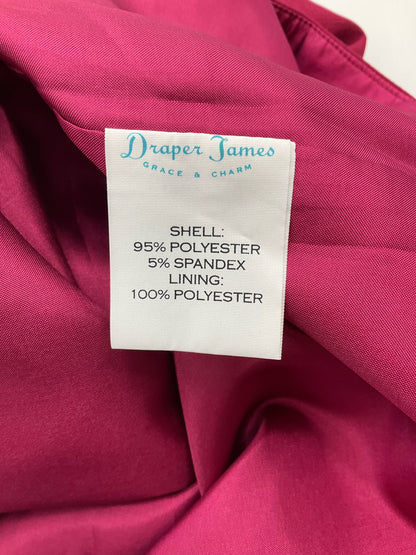 Draper James
GRACE & CHARM
SHELL:
95% POLYESTER
5% SPANDEX
LINING:
100% POLYESTER